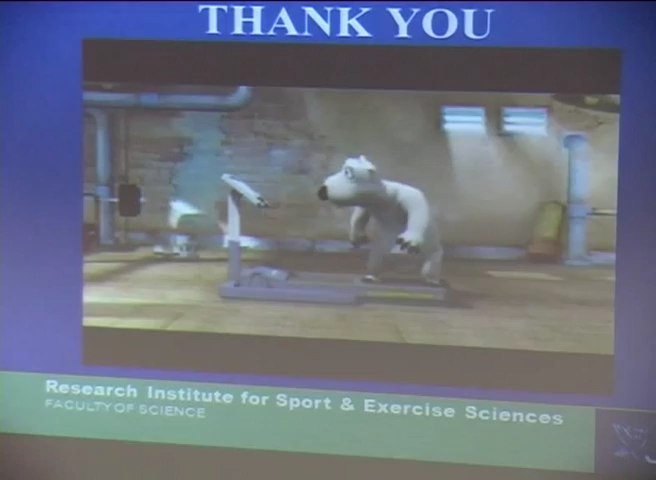 THANK YOU
Research Institute for Sport & Exercise Sciences
FACULTY OF SCIENCE